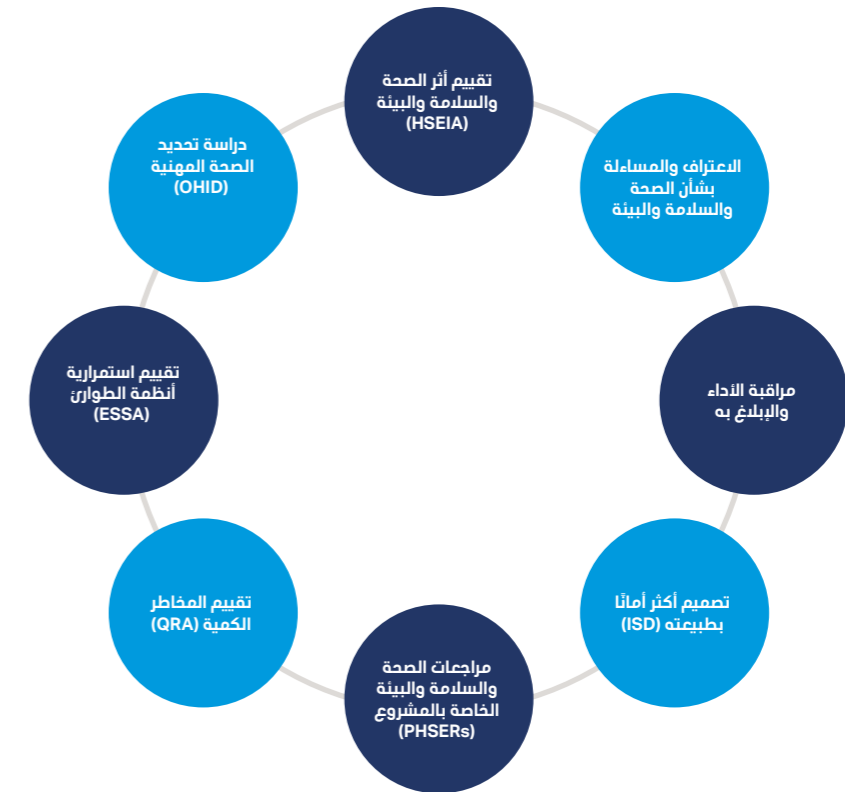 تقييم أثر الصحة
والسلامة والبيئة
(HSEIA)
الاعتراف والمساءلة
بشأن الصحة
والسلامة والبيئة
مراقبة الأداء
والإبلاغ به
تصميم أكثر أمانًا
بطبيعته (ISD)
مراجعات الصحة
والسلامة والبيئة
الخاصة بالمشروع
(PHSERs)
تقييم المخاطر
الكمية (QRA)
تقييم استمرارية
أنظمة الطوارئ
(ESSA)
دراسة تحديد
الصحة المهنية
(OHID)